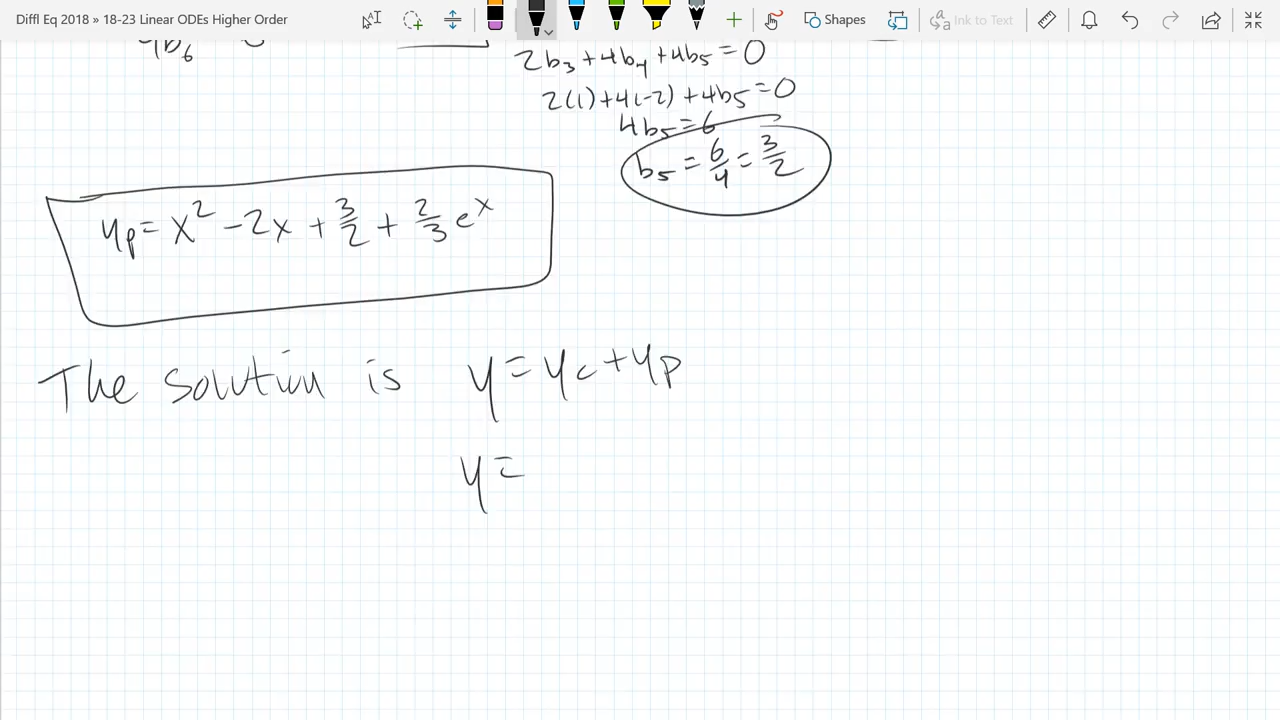 Diffl Eq 2018 » 18-23 Linear ODEs Higher Order
Shapes
Ink to Text
2b₃+4b₄+4b₅=0
2(1)+4(-2)+4b₅=0
4b₅=6
b₅=6/4=3/2
yp=x²-2x+3/2+2/3eˣ
The solution is y=yc+yp
y=